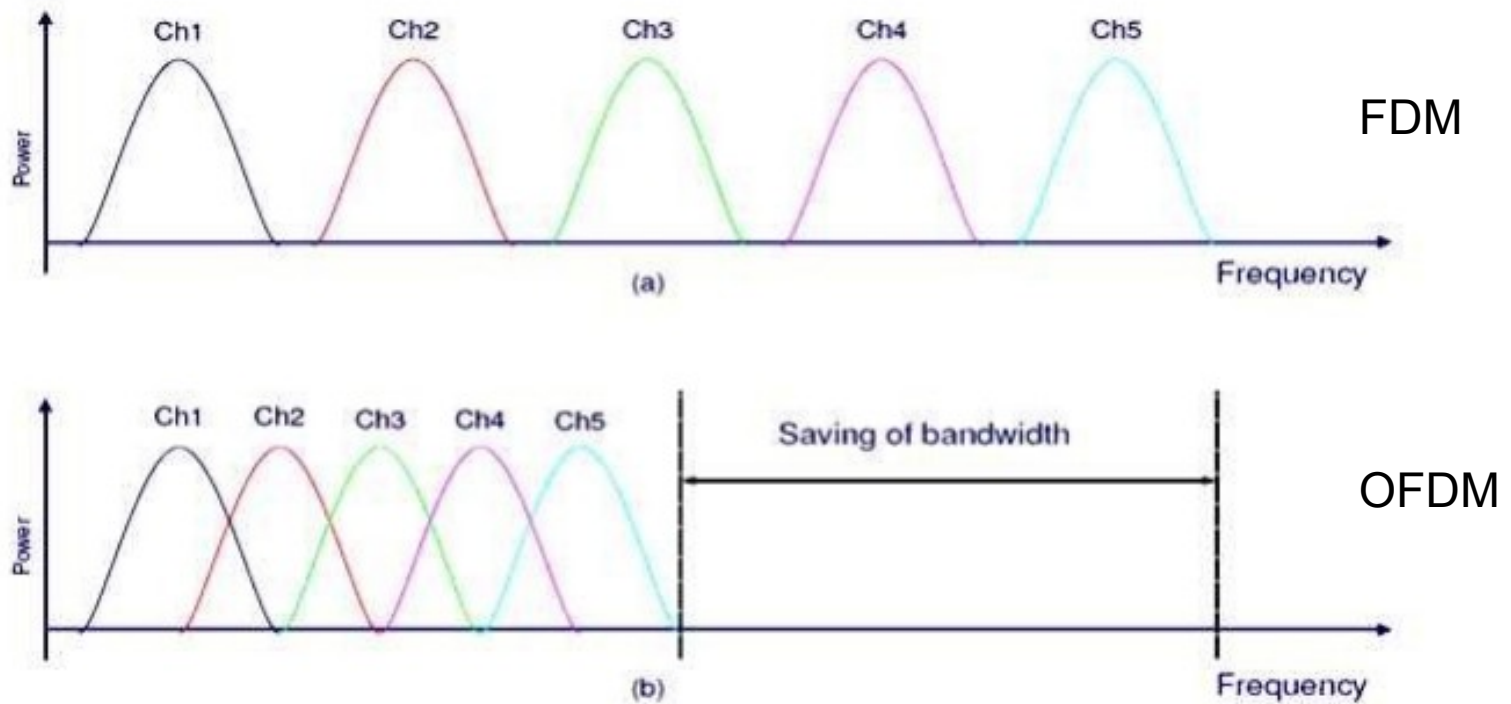 Ch1 Ch2 Ch3 Ch4 Ch5
FDM
Power
Frequency
(a)
Ch1 Ch2 Ch3 Ch4 Ch5
Saving of bandwidth
OFDM
Power
Frequency
(b)